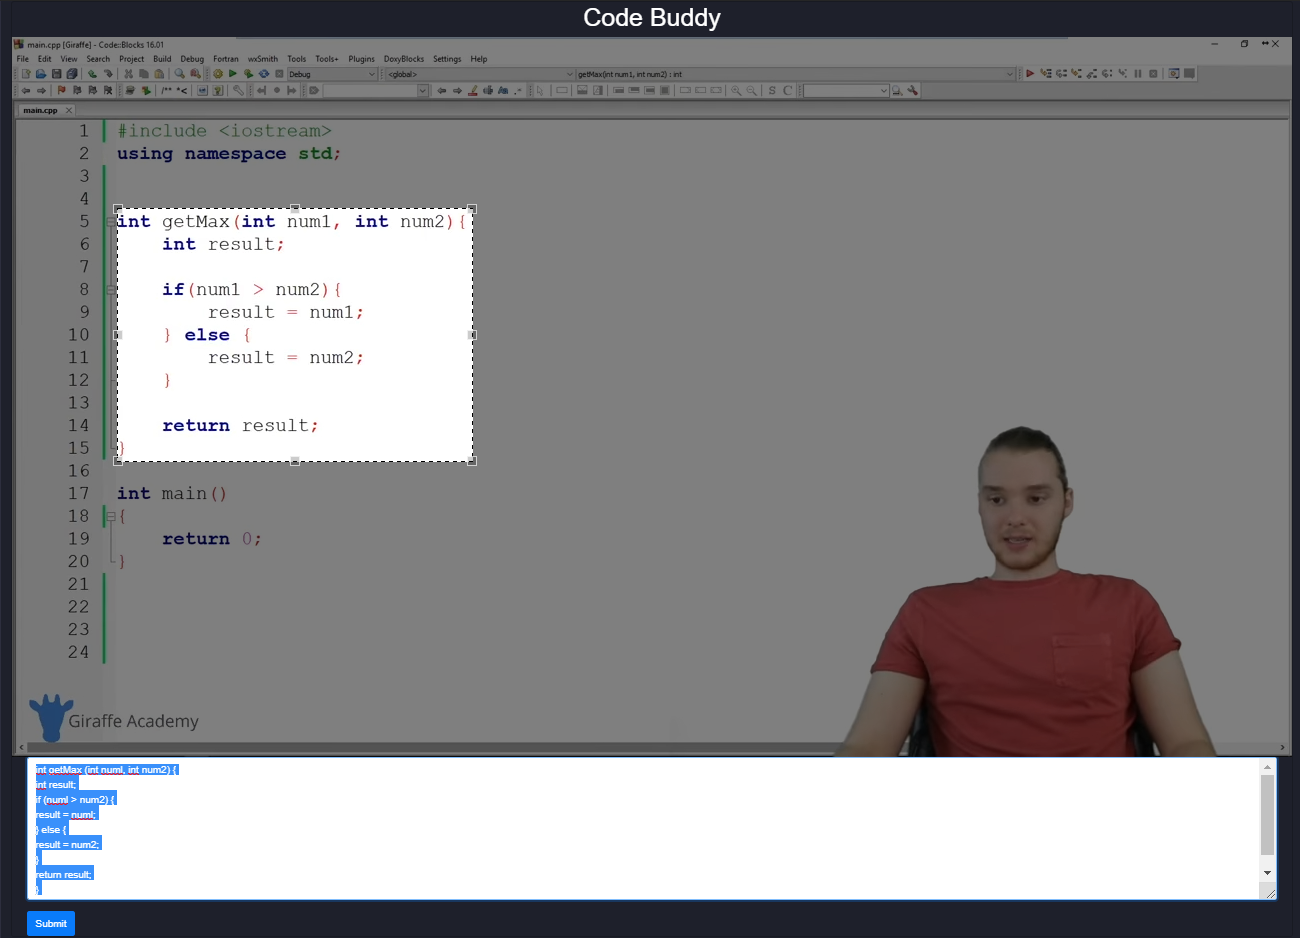 Code Buddy
main.cpp [Giraffe] - Code::Blocks 16.01
File Edit View Search Project Build Debug Fortran wxSmith Tools Tools+ Plugins DoxyBlocks Settings Help
Debug <global> getMax(int num1, int num2) : int
main.cpp
1 #include <iostream>
2 using namespace std;
3
4
5 int getMax(int num1, int num2){
6 int result;
7
8 if(num1 > num2){
9 result = num1;
10 } else {
11 result = num2;
12 }
13
14 return result;
15 }
16
17 int main()
18 {
19 return 0;
20 }
21
22
23
24
Giraffe Academy
int getMax (int numl, int num2) {
int result;
if (numl > num2) {
result = numl;
} else {
result = num2;
}
return result;
}
Submit